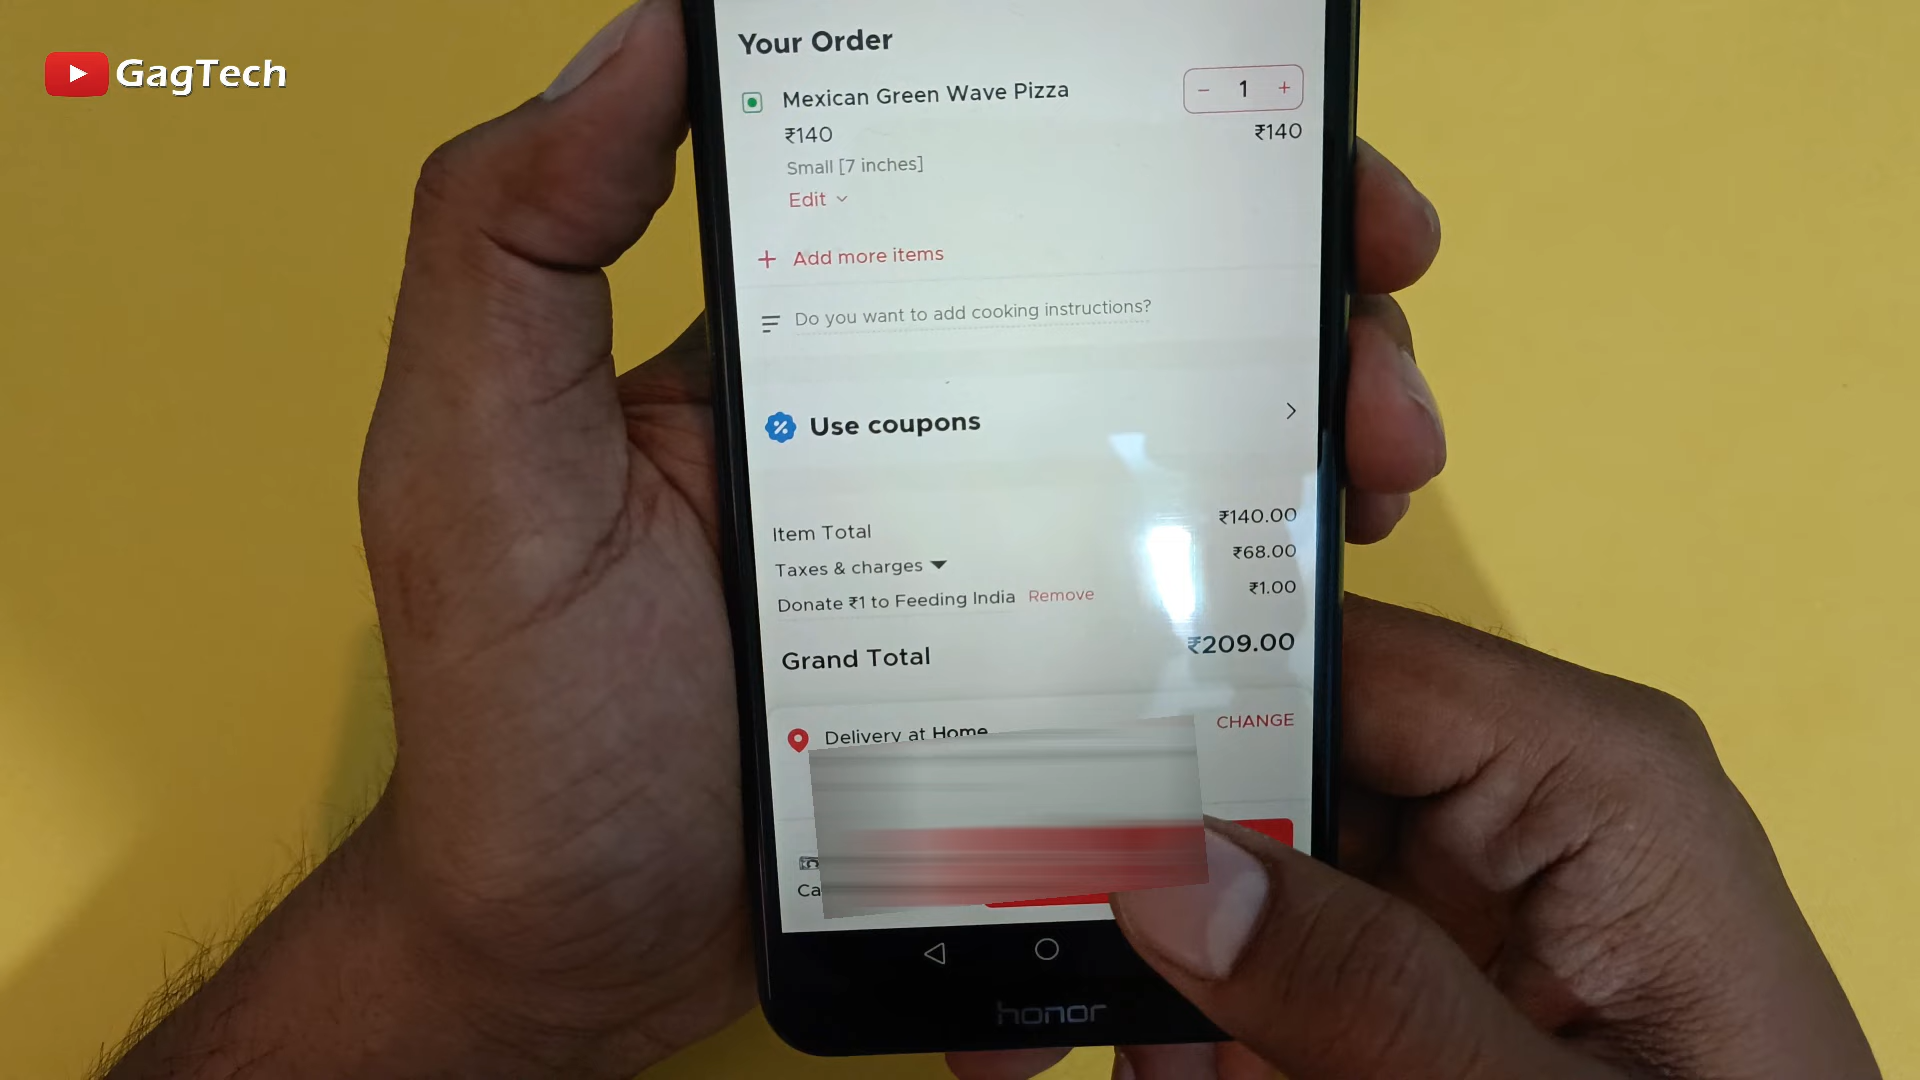 GagTech
Your Order
Mexican Green Wave Pizza
− 1 +
₹140
₹140
Small [7 inches]
Edit
+ Add more items
Do you want to add cooking instructions?
Use coupons
Item Total ₹140.00
Taxes & charges ₹68.00
Donate ₹1 to Feeding India Remove ₹1.00
Grand Total ₹209.00
Delivery at Home
CHANGE
Ca
honor